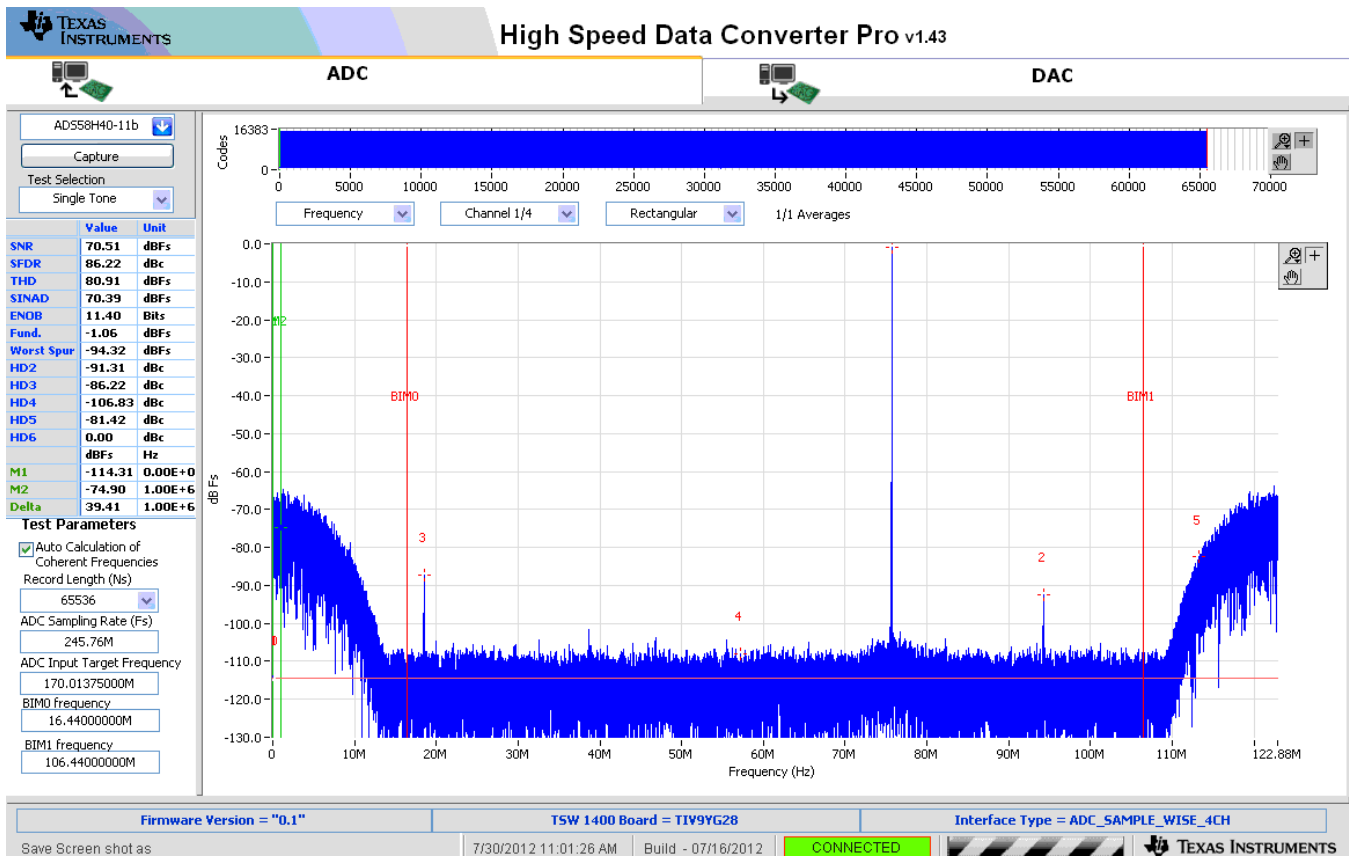 TEXAS
INSTRUMENTS
High Speed Data Converter Pro v1.43
ADC
DAC
ADS58H40-11b
Capture
Test Selection
Single Tone
Value Unit
SNR 70.51 dBFs
SFDR 86.22 dBc
THD 80.91 dBFs
SINAD 70.39 dBFs
ENOB 11.40 Bits
Fund. -1.06 dBFs
Worst Spur -94.32 dBFs
HD2 -91.31 dBc
HD3 -86.22 dBc
HD4 -106.83 dBc
HD5 -81.42 dBc
HD6 0.00 dBc
dBFs Hz
M1 -114.31 0.00E+0
M2 -74.90 1.00E+6
Delta 39.41 1.00E+6
Test Parameters
Auto Calculation of
Coherent Frequencies
Record Length (Ns)
65536
ADC Sampling Rate (Fs)
245.76M
ADC Input Target Frequency
170.01375000M
BIM0 frequency
16.44000000M
BIM1 frequency
106.44000000M
Codes
16383
0
0 5000 10000 15000 20000 25000 30000 35000 40000 45000 50000 55000 60000 65000 70000
Frequency Channel 1/4 Rectangular 1/1 Averages
dB Fs
0.0
-10.0
-20.0
-30.0
-40.0
-50.0
-60.0
-70.0
-80.0
-90.0
-100.0
-110.0
-120.0
-130.0
M2
BIM0
BIM1
3
4
2
5
0 10M 20M 30M 40M 50M 60M 70M 80M 90M 100M 110M 122.88M
Frequency (Hz)
Firmware Version = "0.1" TSW 1400 Board = TIV9YG28 Interface Type = ADC_SAMPLE_WISE_4CH
Save Screen shot as 7/30/2012 11:01:26 AM Build - 07/16/2012 CONNECTED TEXAS INSTRUMENTS